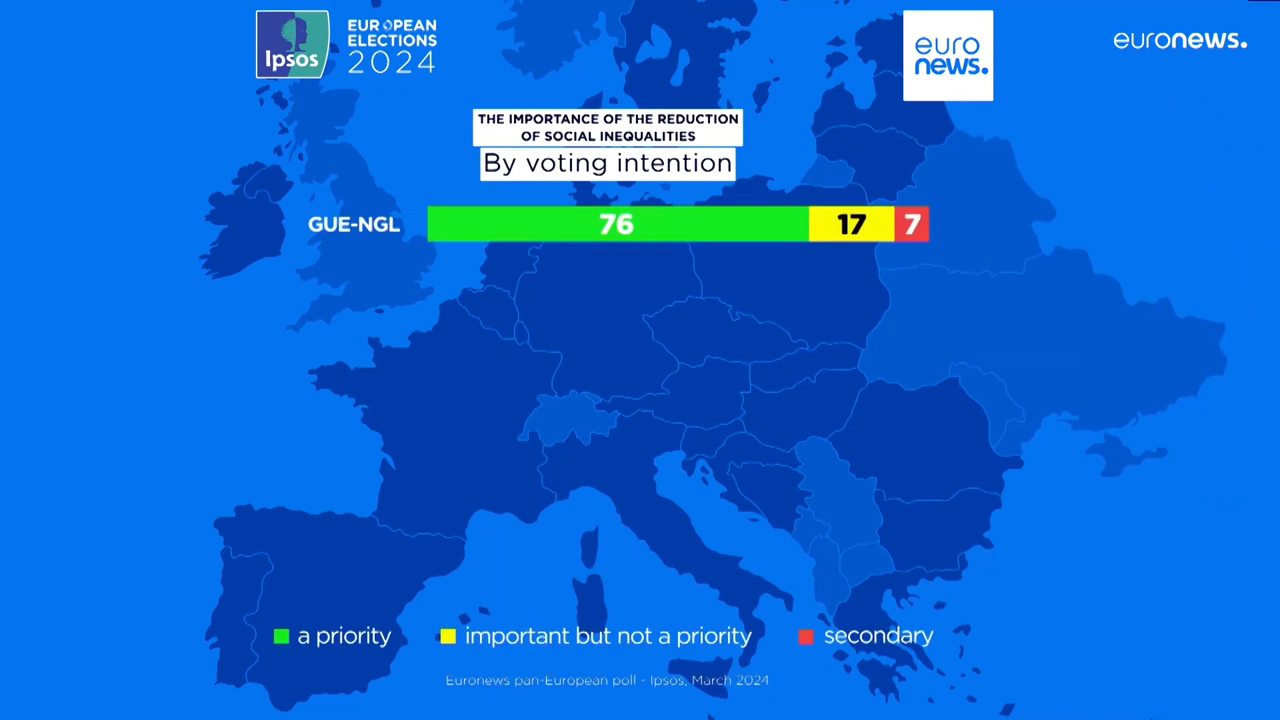 Ipsos
EUROPEAN
ELECTIONS
2024
euro
news.
euronews.
THE IMPORTANCE OF THE REDUCTION
OF SOCIAL INEQUALITIES
By voting intention
GUE-NGL 76 17 7
a priority important but not a priority secondary
Euronews pan-European poll - Ipsos, March 2024